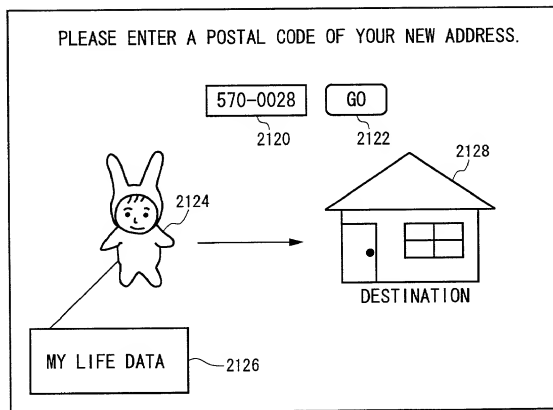 PLEASE ENTER A POSTAL CODE OF YOUR NEW ADDRESS.
570-0028 GO
2120 2122
2128
2124
DESTINATION
MY LIFE DATA 2126